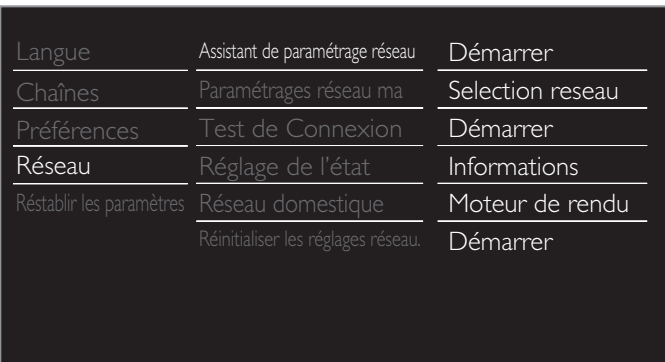 Langue Assistant de paramétrage réseau Démarrer
Chaînes Paramétrages réseau ma Selection reseau
Préférences Test de Connexion Démarrer
Réseau Réglage de l'état Informations
Réstablir les paramètres Réseau domestique Moteur de rendu
Réinitialiser les réglages réseau. Démarrer